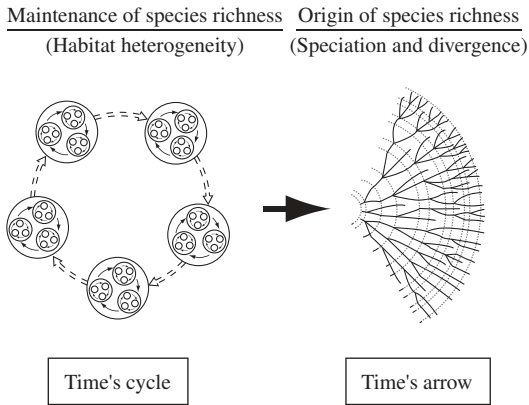 Maintenance of species richness
(Habitat heterogeneity)
Origin of species richness
(Speciation and divergence)
Time's cycle
Time's arrow